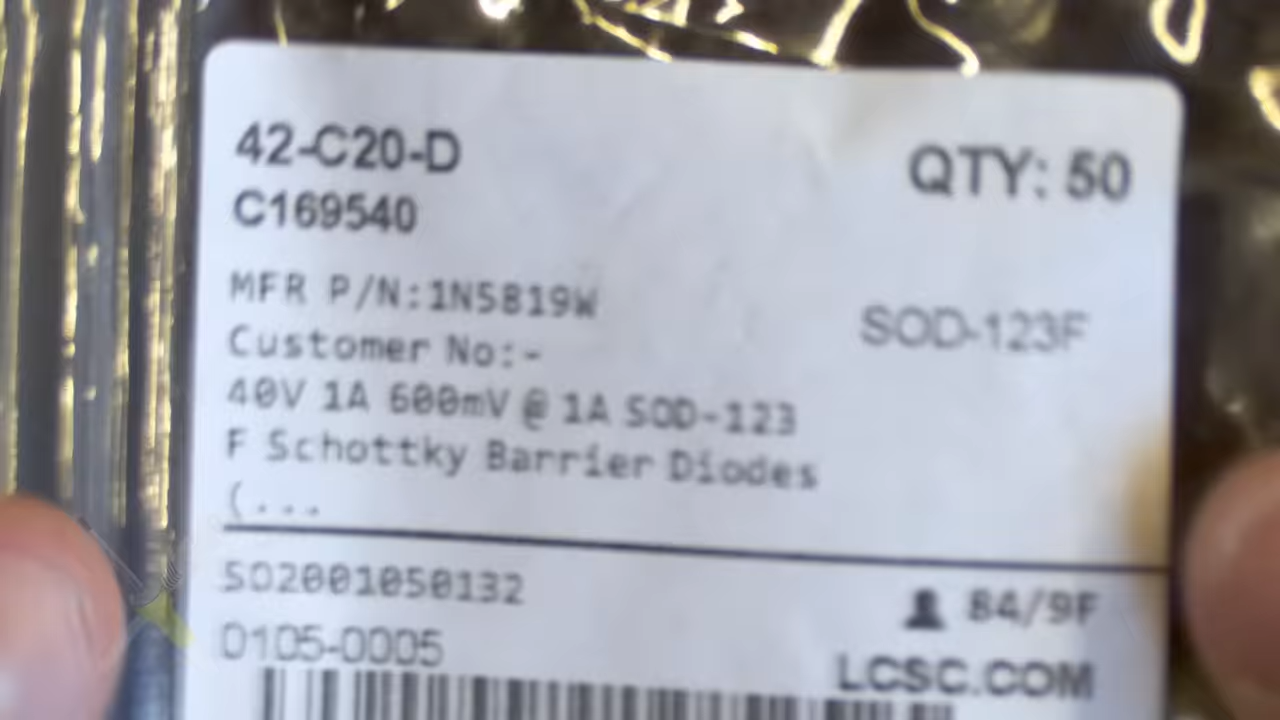 42-C20-D
QTY: 50
C169540
MFR P/N:1N5819W
SOD-123F
Customer No:-
40V 1A 600mV @ 1A SOD-123
F Schottky Barrier Diodes
(...
SO2001050132
84/9F
0105-0005
LCSC.COM